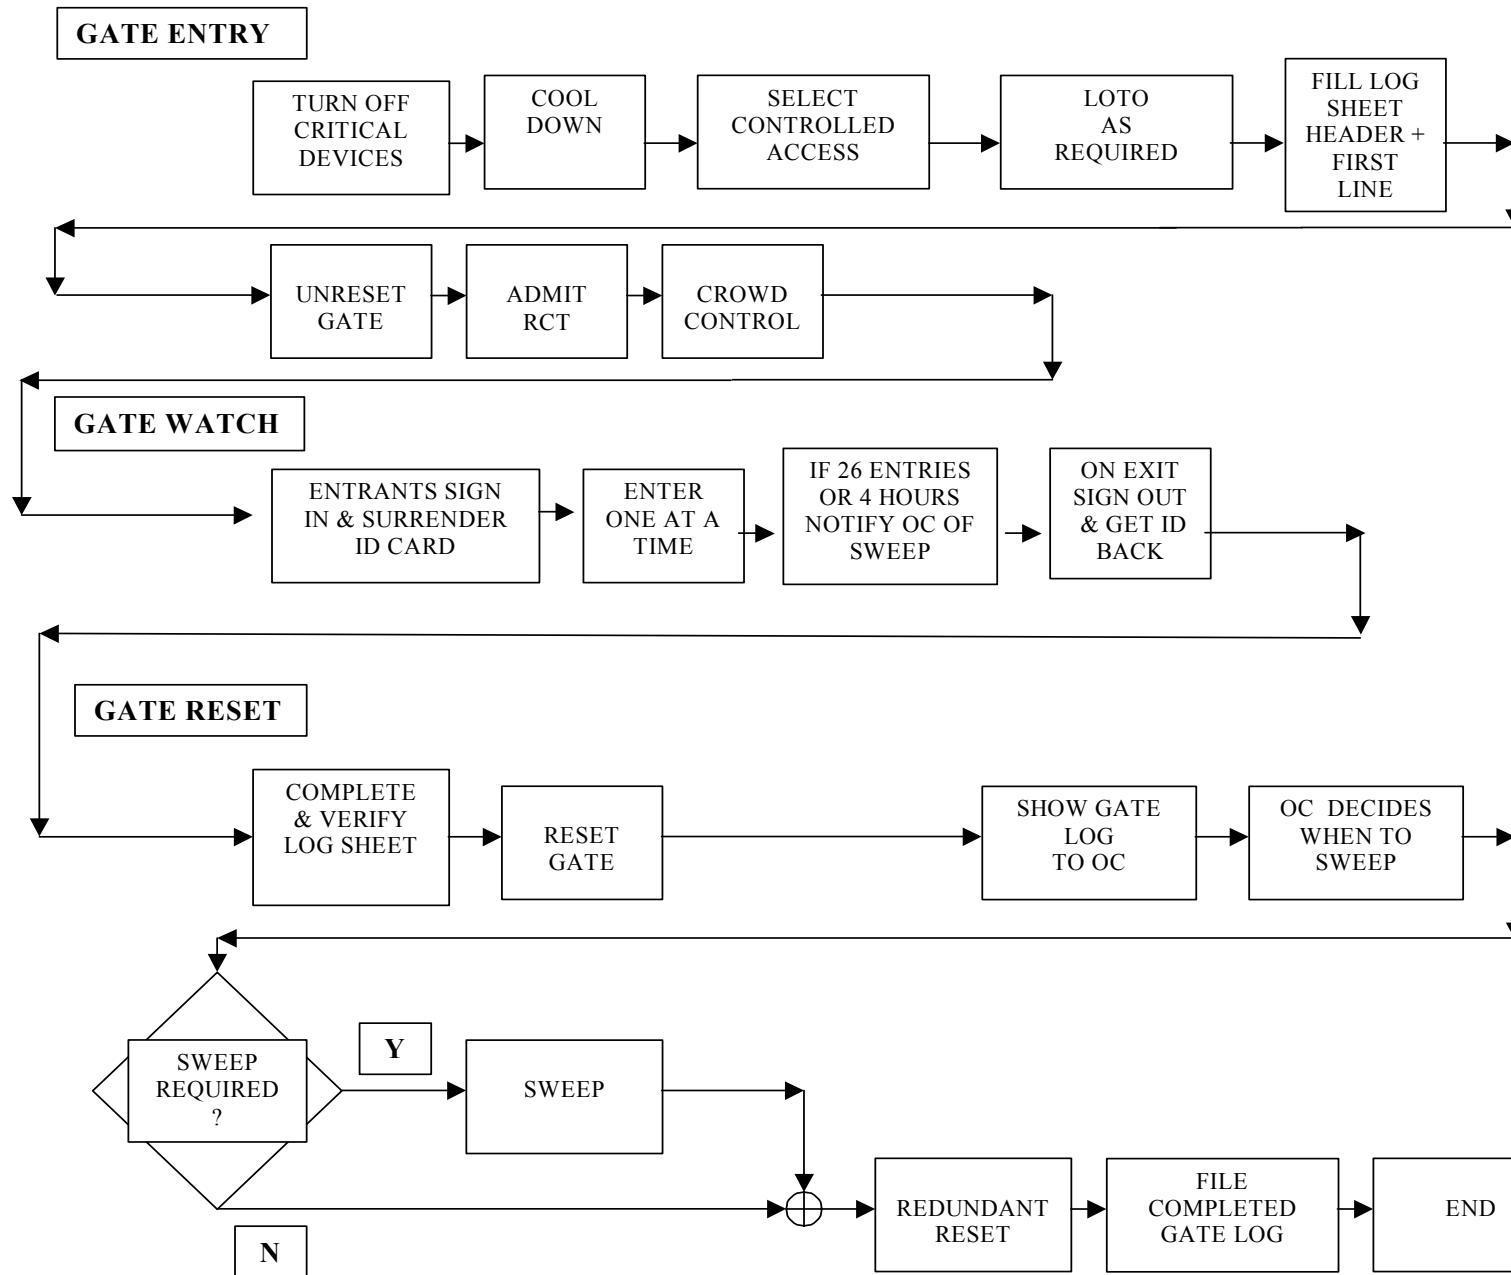 GATE ENTRY
TURN OFF
CRITICAL
DEVICES
COOL
DOWN
SELECT
CONTROLLED
ACCESS
LOTO
AS
REQUIRED
FILL LOG
SHEET
HEADER +
FIRST
LINE
UNRESET
GATE
ADMIT
RCT
CROWD
CONTROL
GATE WATCH
ENTRANTS SIGN
IN & SURRENDER
ID CARD
ENTER
ONE AT A
TIME
IF 26 ENTRIES
OR 4 HOURS
NOTIFY OC OF
SWEEP
ON EXIT
SIGN OUT
& GET ID
BACK
GATE RESET
COMPLETE
& VERIFY
LOG SHEET
RESET
GATE
SHOW GATE
LOG
TO OC
OC DECIDES
WHEN TO
SWEEP
SWEEP
REQUIRED
?
Y
SWEEP
N
REDUNDANT
RESET
FILE
COMPLETED
GATE LOG
END